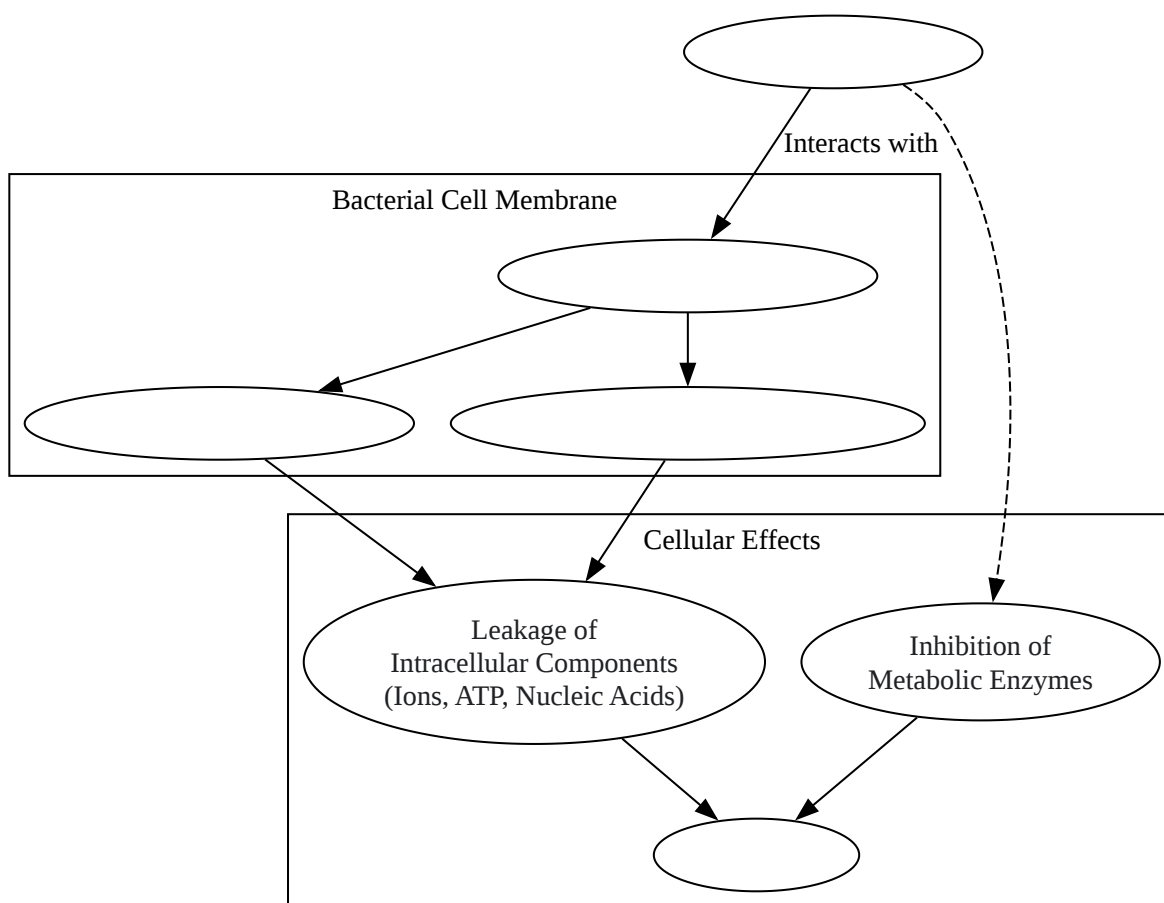 Interacts with
Bacterial Cell Membrane
Cellular Effects
Leakage of
Intracellular Components
(Ions, ATP, Nucleic Acids)
Inhibition of
Metabolic Enzymes